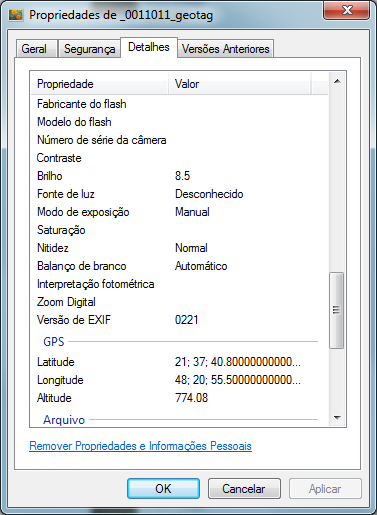 Propriedades de _0011011_geotag
Geral Segurança Detalhes Versões Anteriores
Propriedade Valor
Fabricante do flash
Modelo do flash
Número de série da câmera
Contraste
Brilho 8.5
Fonte de luz Desconhecido
Modo de exposição Manual
Saturação
Nitidez Normal
Balanço de branco Automático
Interpretação fotométrica
Zoom Digital
Versão de EXIF 0221
GPS
Latitude 21; 37; 40.80000000000...
Longitude 48; 20; 55.50000000000...
Altitude 774.08
Arquivo
Remover Propriedades e Informações Pessoais
OK Cancelar Aplicar